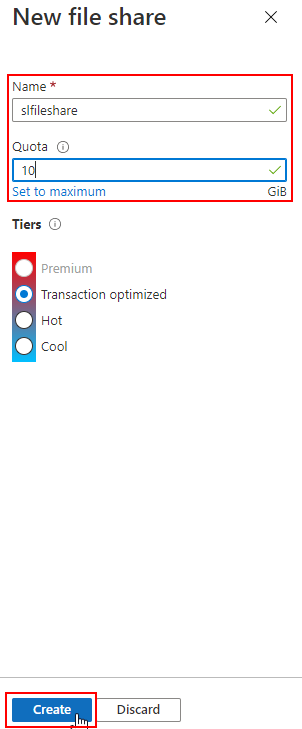 New file share
Name *
slfileshare
Quota
10
Set to maximum GiB
Tiers
Premium
Transaction optimized
Hot
Cool
Create Discard